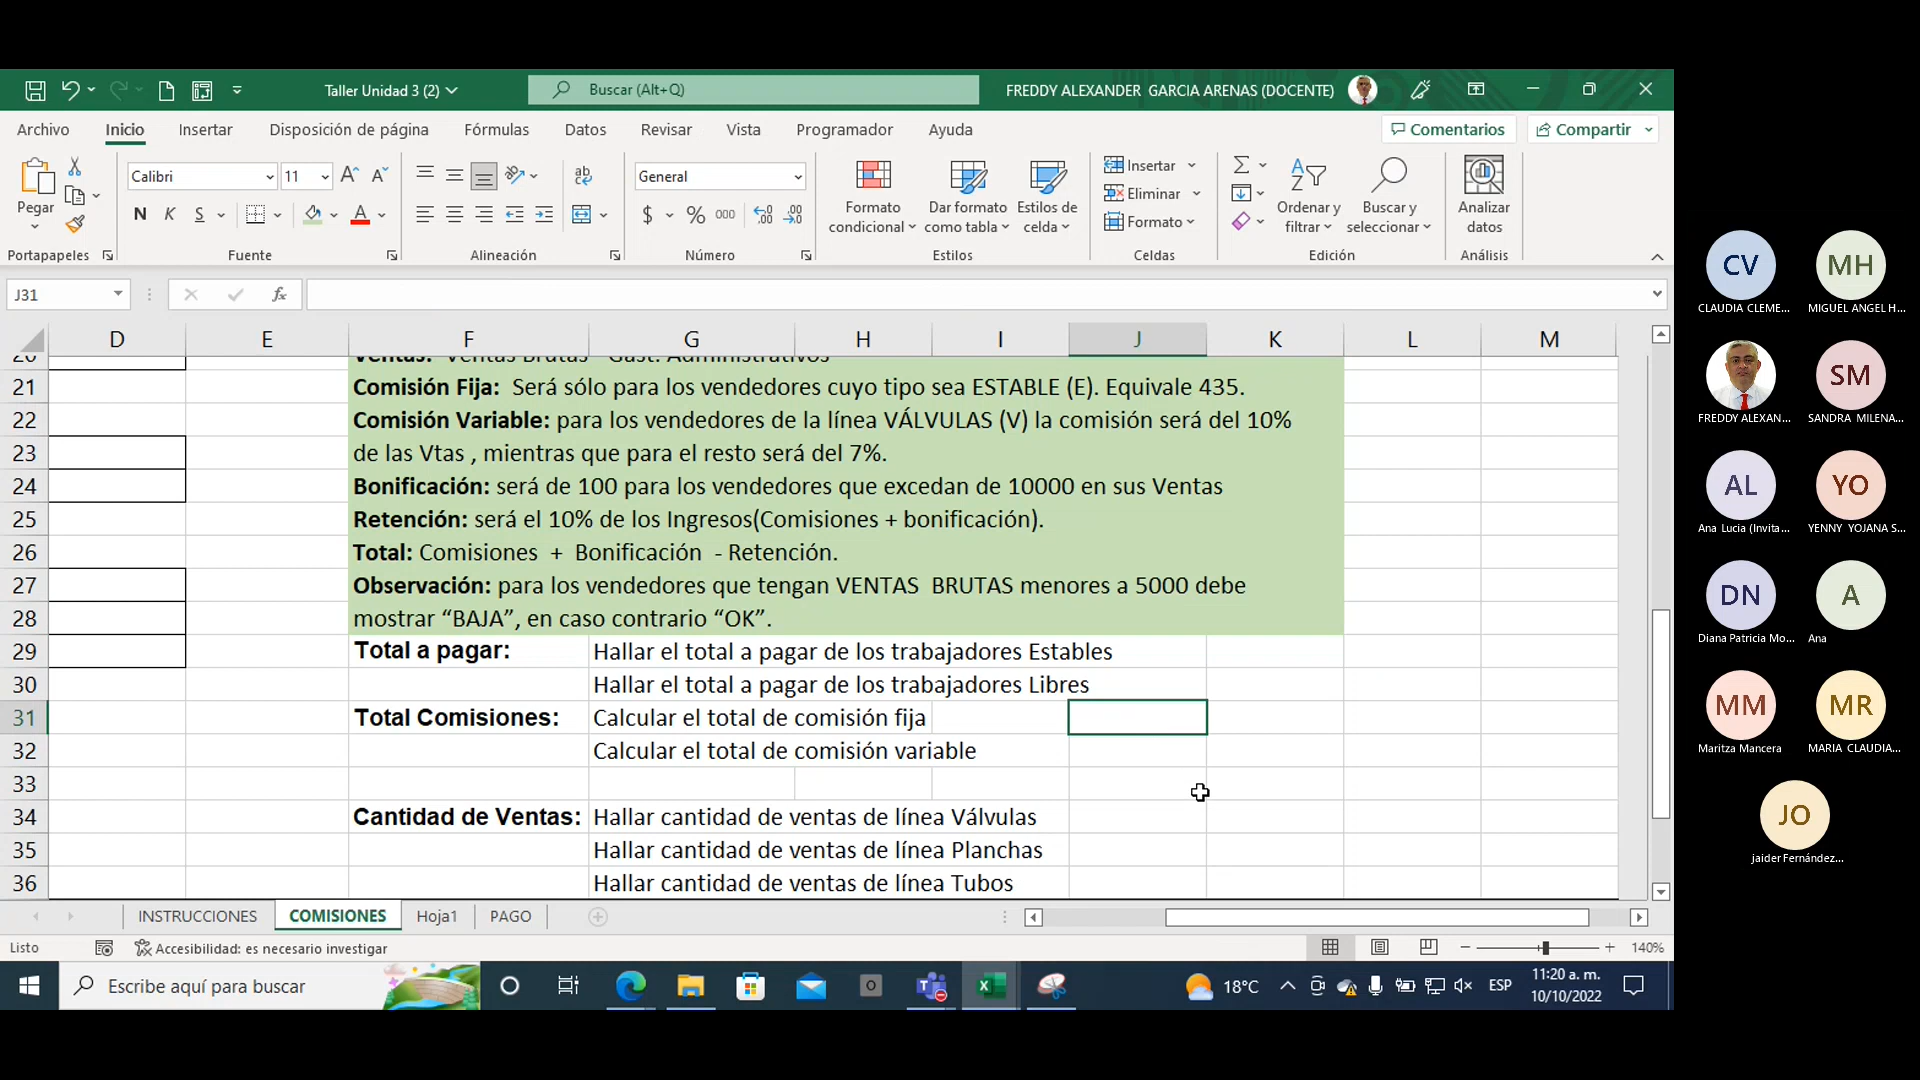 Taller Unidad 3 (2)
Buscar (Alt+Q)
FREDDY ALEXANDER GARCIA ARENAS (DOCENTE)
Archivo Inicio Insertar Disposición de página Fórmulas Datos Revisar Vista Programador Ayuda
Comentarios Compartir
Pegar
Calibri 11
N K S
General
$ % 000
Formato condicional
Dar formato como tabla
Estilos de celda
Insertar
Eliminar
Formato
Ordenar y filtrar
Buscar y seleccionar
Analizar datos
Portapapeles Fuente Alineación Número Estilos Celdas Edición Análisis
J31
fx
D E F G H I J K L M
20 Ventas: Ventas Brutas - Gast. Administrativos
21 Comisión Fija: Será sólo para los vendedores cuyo tipo sea ESTABLE (E). Equivale 435.
22 Comisión Variable: para los vendedores de la línea VÁLVULAS (V) la comisión será del 10%
23 de las Vtas , mientras que para el resto será del 7%.
24 Bonificación: será de 100 para los vendedores que excedan de 10000 en sus Ventas
25 Retención: será el 10% de los Ingresos(Comisiones + bonificación).
26 Total: Comisiones + Bonificación - Retención.
27 Observación: para los vendedores que tengan VENTAS BRUTAS menores a 5000 debe
28 mostrar “BAJA”, en caso contrario “OK”.
29 Total a pagar: Hallar el total a pagar de los trabajadores Estables
30 Hallar el total a pagar de los trabajadores Libres
31 Total Comisiones: Calcular el total de comisión fija
32 Calcular el total de comisión variable
33
34 Cantidad de Ventas: Hallar cantidad de ventas de línea Válvulas
35 Hallar cantidad de ventas de línea Planchas
36 Hallar cantidad de ventas de línea Tubos
INSTRUCCIONES COMISIONES Hoja1 PAGO
Listo Accesibilidad: es necesario investigar 140%
Escribe aquí para buscar
18°C
ESP
11:20 a. m.
10/10/2022
CV MH
CLAUDIA CLEME... MIGUEL ANGEL H...
SM
FREDDY ALEXAN... SANDRA MILENA...
AL YO
Ana Lucia (Invita... YENNY YOJANA S...
DN A
Diana Patricia Mo... Ana
MM MR
Maritza Mancera MARIA CLAUDIA...
JO
jaider Fernández...